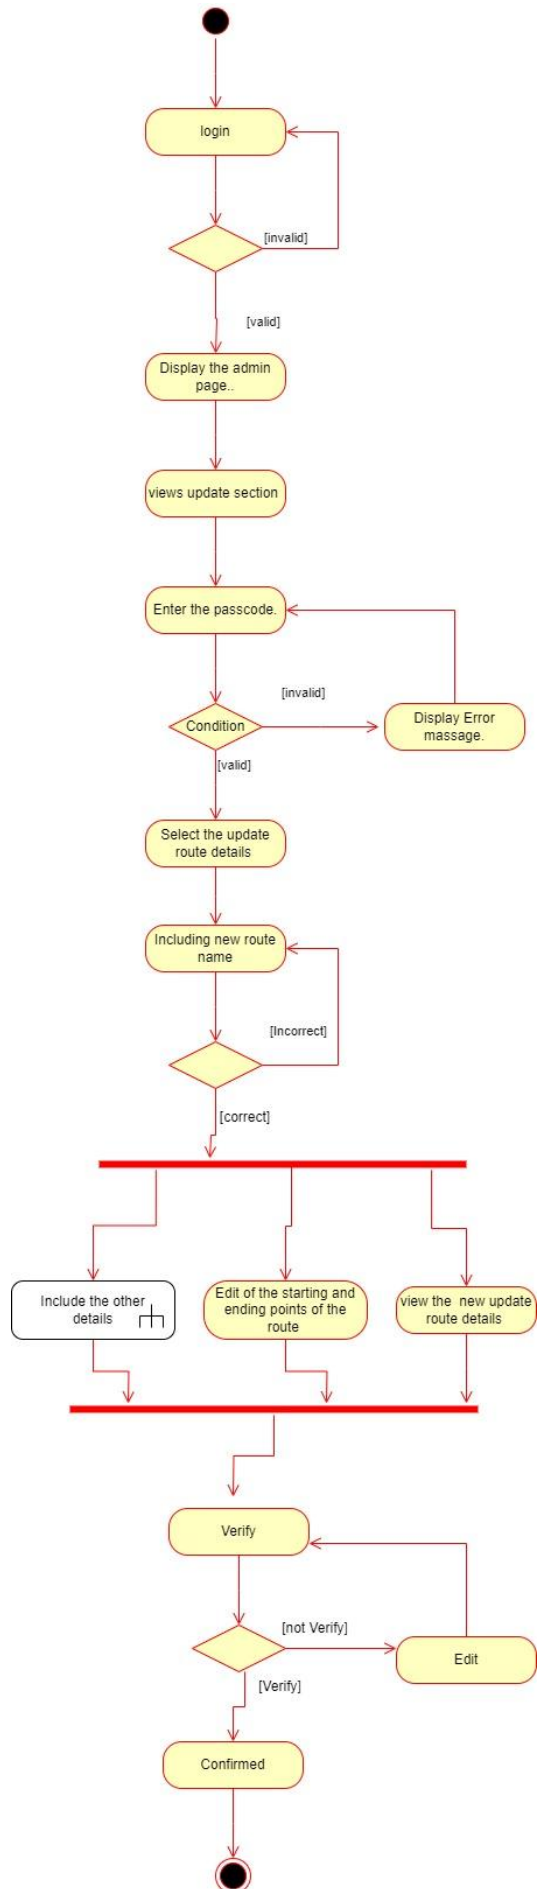 login
[invalid]
[valid]
Display the admin
page..
views update section
Enter the passcode.
[invalid]
Condition
Display Error
massage.
[valid]
Select the update
route details
Including new route
name
[Incorrect]
[correct]
Include the other
details
Edit of the starting and
ending points of the
route
view the new update
route details
Verify
[not Verify]
Edit
[Verify]
Confirmed